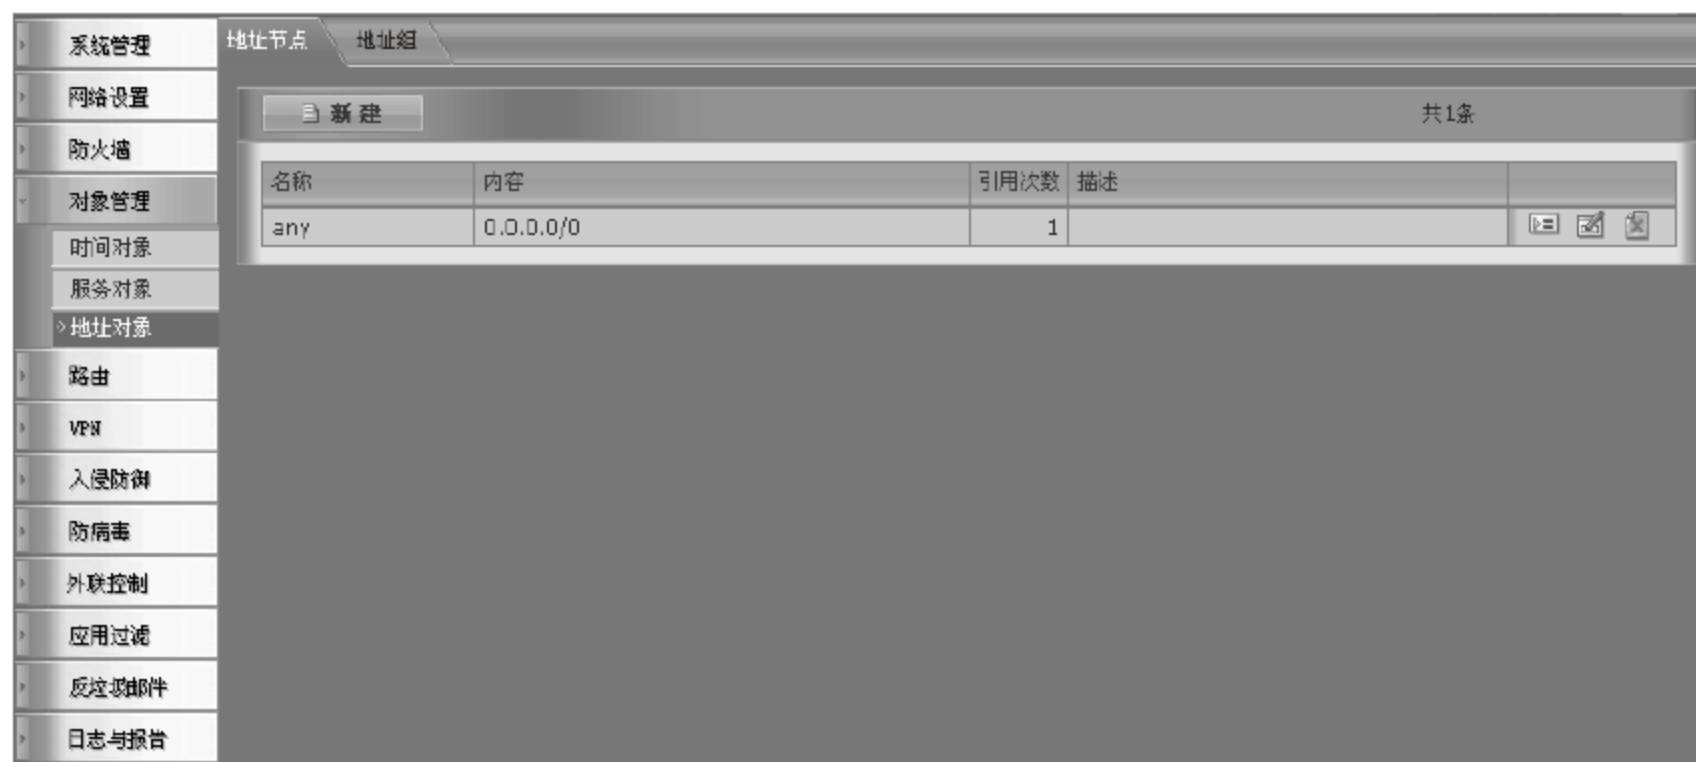 系统管理
网络设置
防火墙
对象管理
时间对象
服务对象
地址对象
路由
VPN
入侵防御
防病毒
外联控制
应用过滤
反垃圾邮件
日志与报告
地址节点 地址组
新建 共1条
名称 内容 引用次数 描述
any 0.0.0.0/0 1